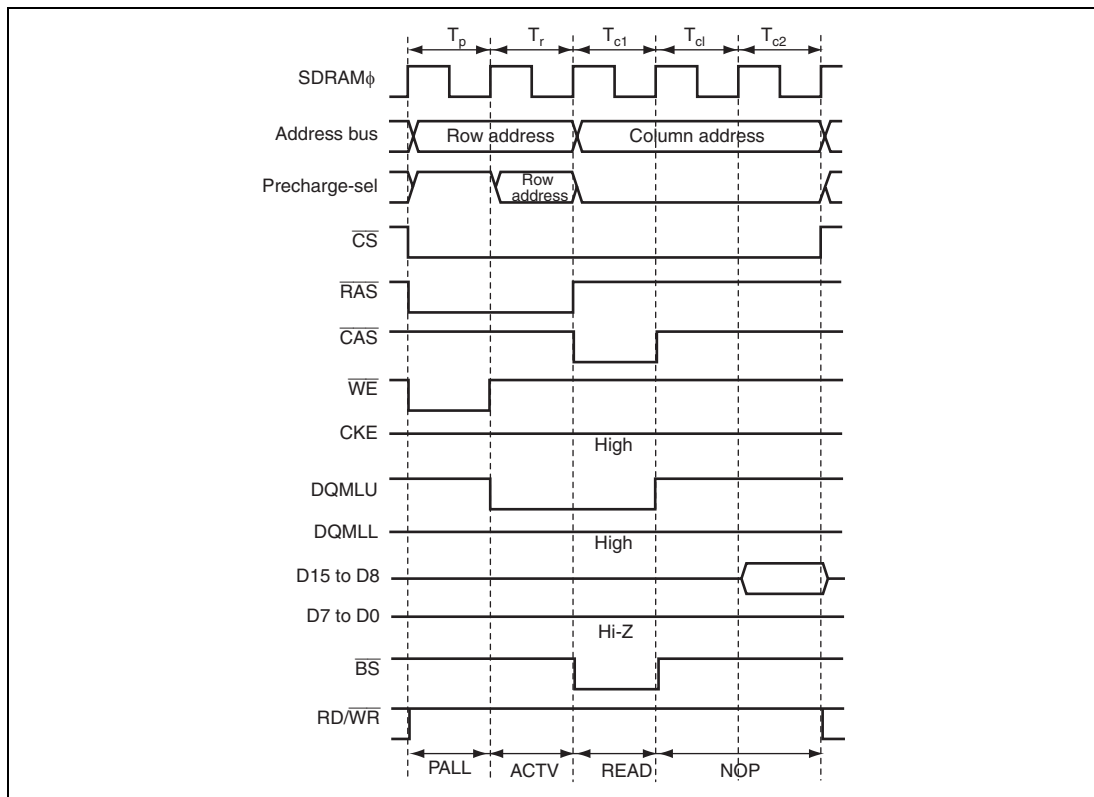 Tp Tr Tc1 Tcl Tc2
SDRAMϕ
Address bus Row address Column address
Precharge-sel Row address
CS
RAS
CAS
WE
CKE High
DQMLU
DQMLL High
D15 to D8
D7 to D0 Hi-Z
BS
RD/WR
PALL ACTV READ NOP